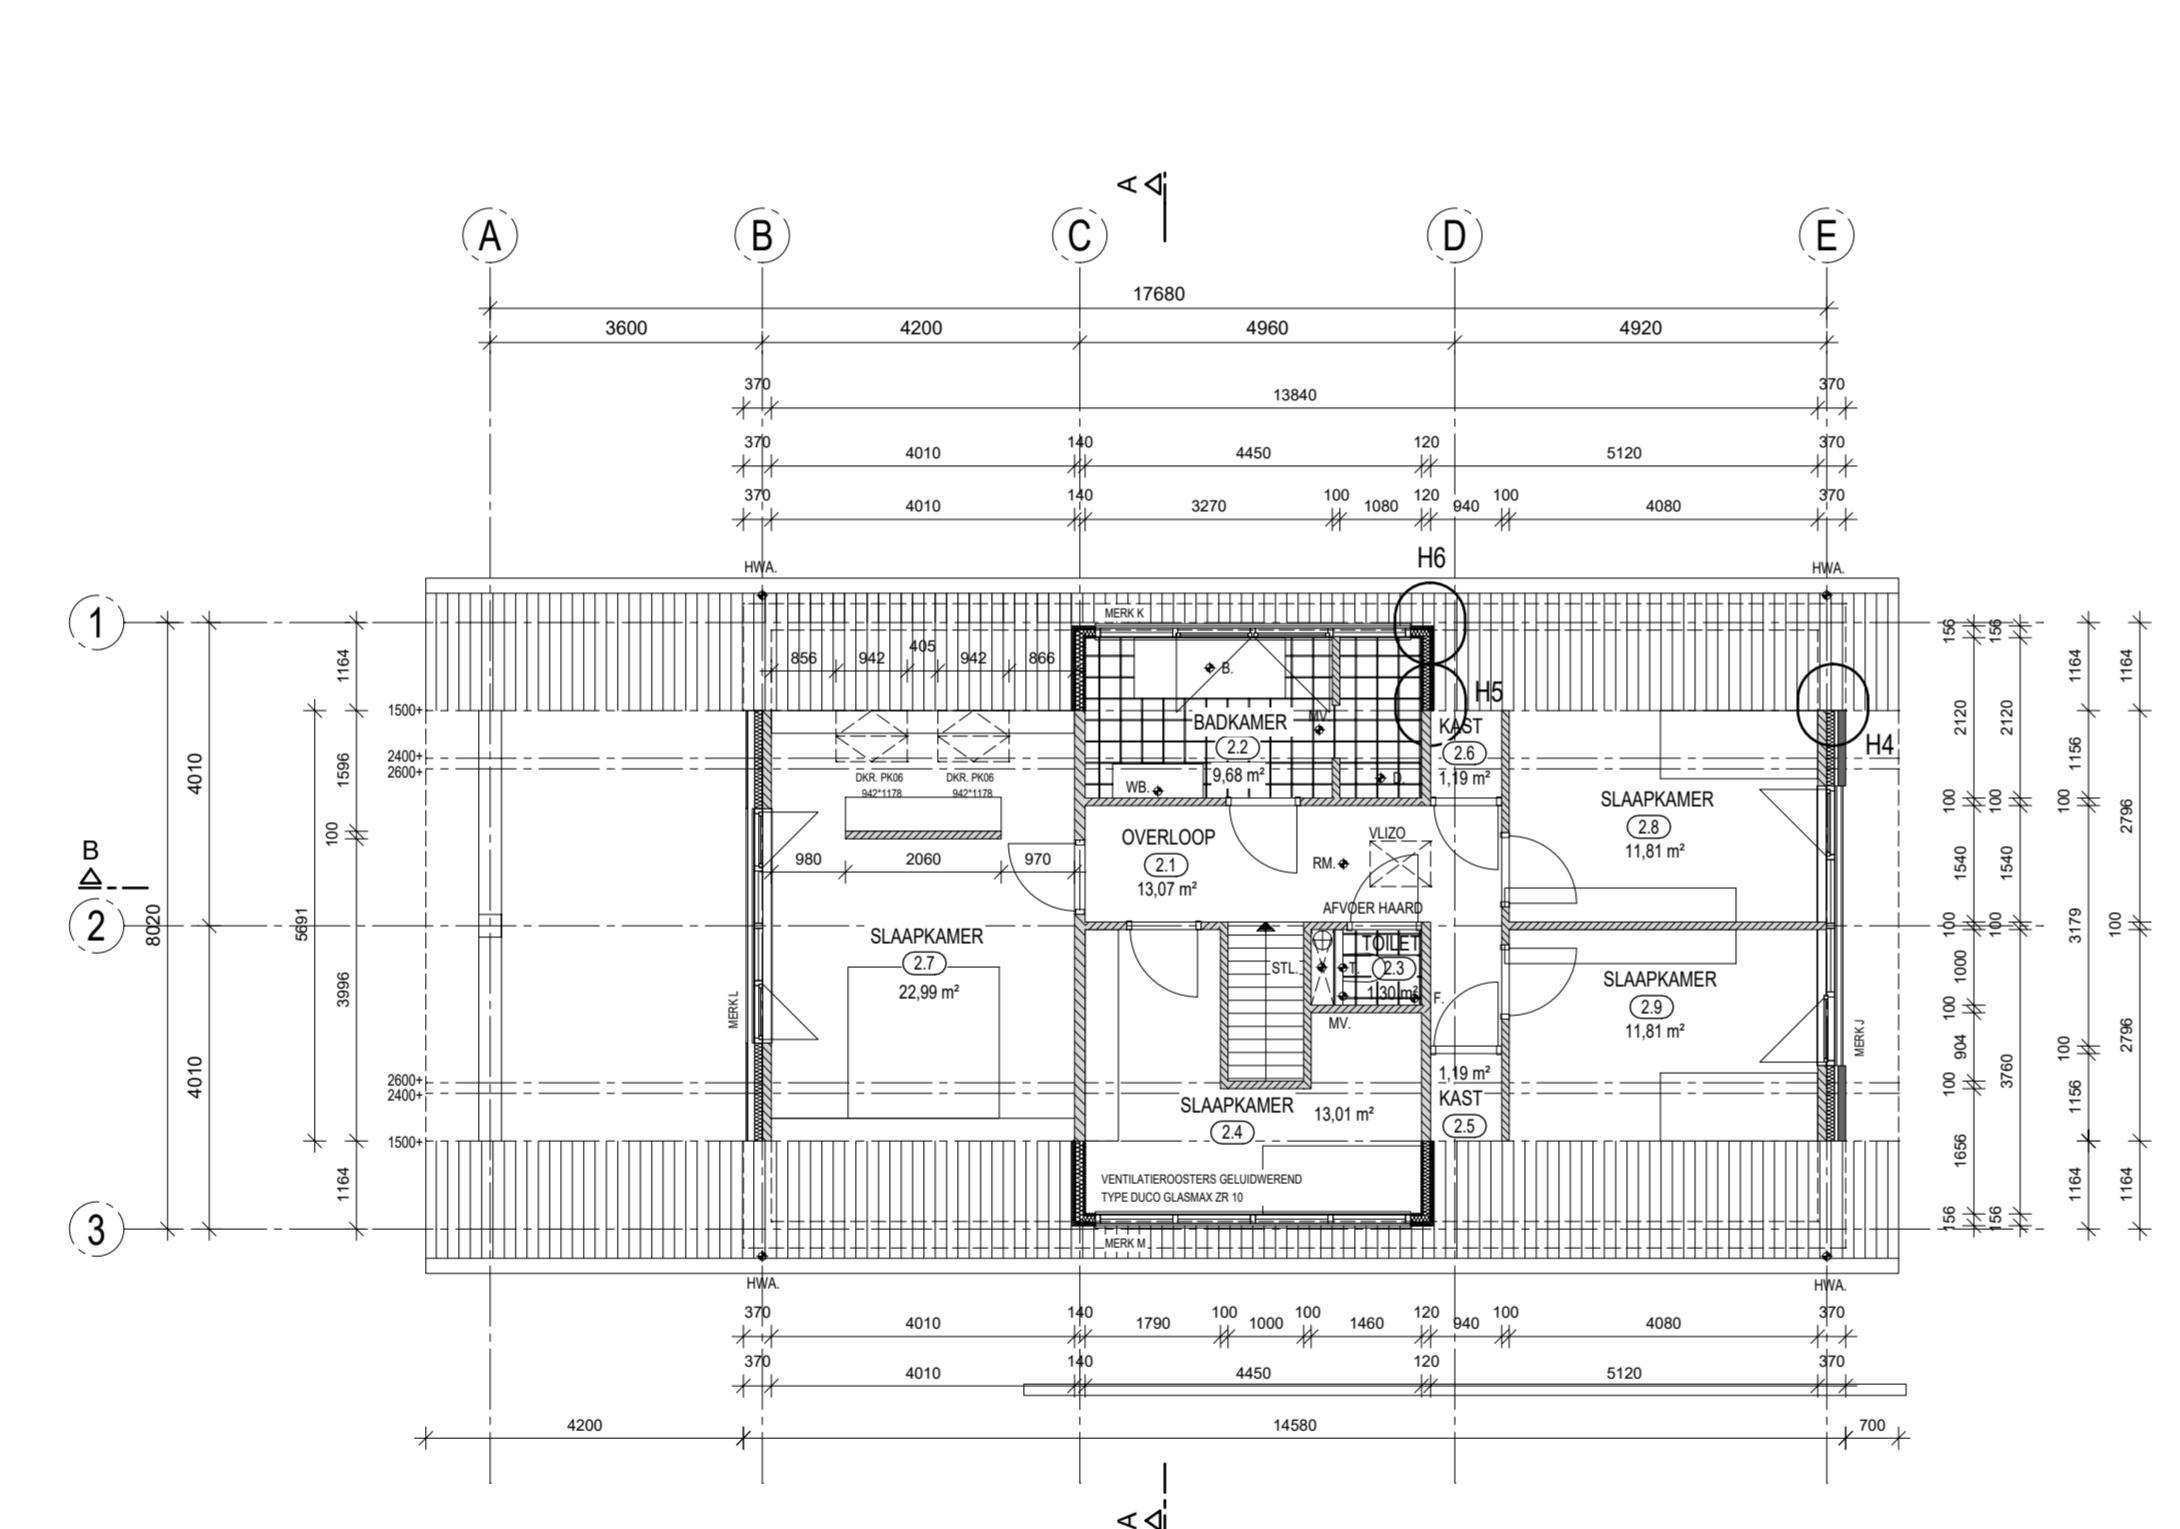 A
A B C D E
17680
3600 4200 4960 4920
370 13840 370
370 4010 140 4450 120 5120 370
370 4010 140 3270 100 1080 120 940 100 4080 370
H6
HWA. HWA.
1
MERK K
856 942 405 942 866
B.
H5
1500+
BADKAMER MV. KAST
2.2 2.6
9,68 m² 1,19 m²
H4
2400+
2600+
DKR. PK06 DKR. PK06
942*1178 942*1178
WB. D.
SLAAPKAMER
2.8
11,81 m²
OVERLOOP VLIZO
2.1
13,07 m²
RM.
980 2060 970
B
AFVOER HAARD
2
SLAAPKAMER
2.7
22,99 m²
TOILET
STL. T. 2.3
1,30 m² F.
MV.
SLAAPKAMER
2.9
11,81 m²
MERK L MERK J
2600+
2400+
1,19 m²
KAST
2.5
SLAAPKAMER 13,01 m²
2.4
1500+
VENTILATIEROOSTERS GELUIDWEREND
TYPE DUCO GLASMAX ZR 10
3
MERK M
HWA. HWA.
8020
4010 4010
5691
1164 1596 100 3996 1164
156 2120 100 1540 100 1000 100 904 100 1656 156
156 2120 100 1540 100 3760 156
1164 1156 100 3179 100 1156 1164
1164 2796 100 2796 1164
370 4010 140 1790 100 1000 100 1460 120 940 100 4080 370
370 4010 140 4450 120 5120 370
4200 14580 700
A